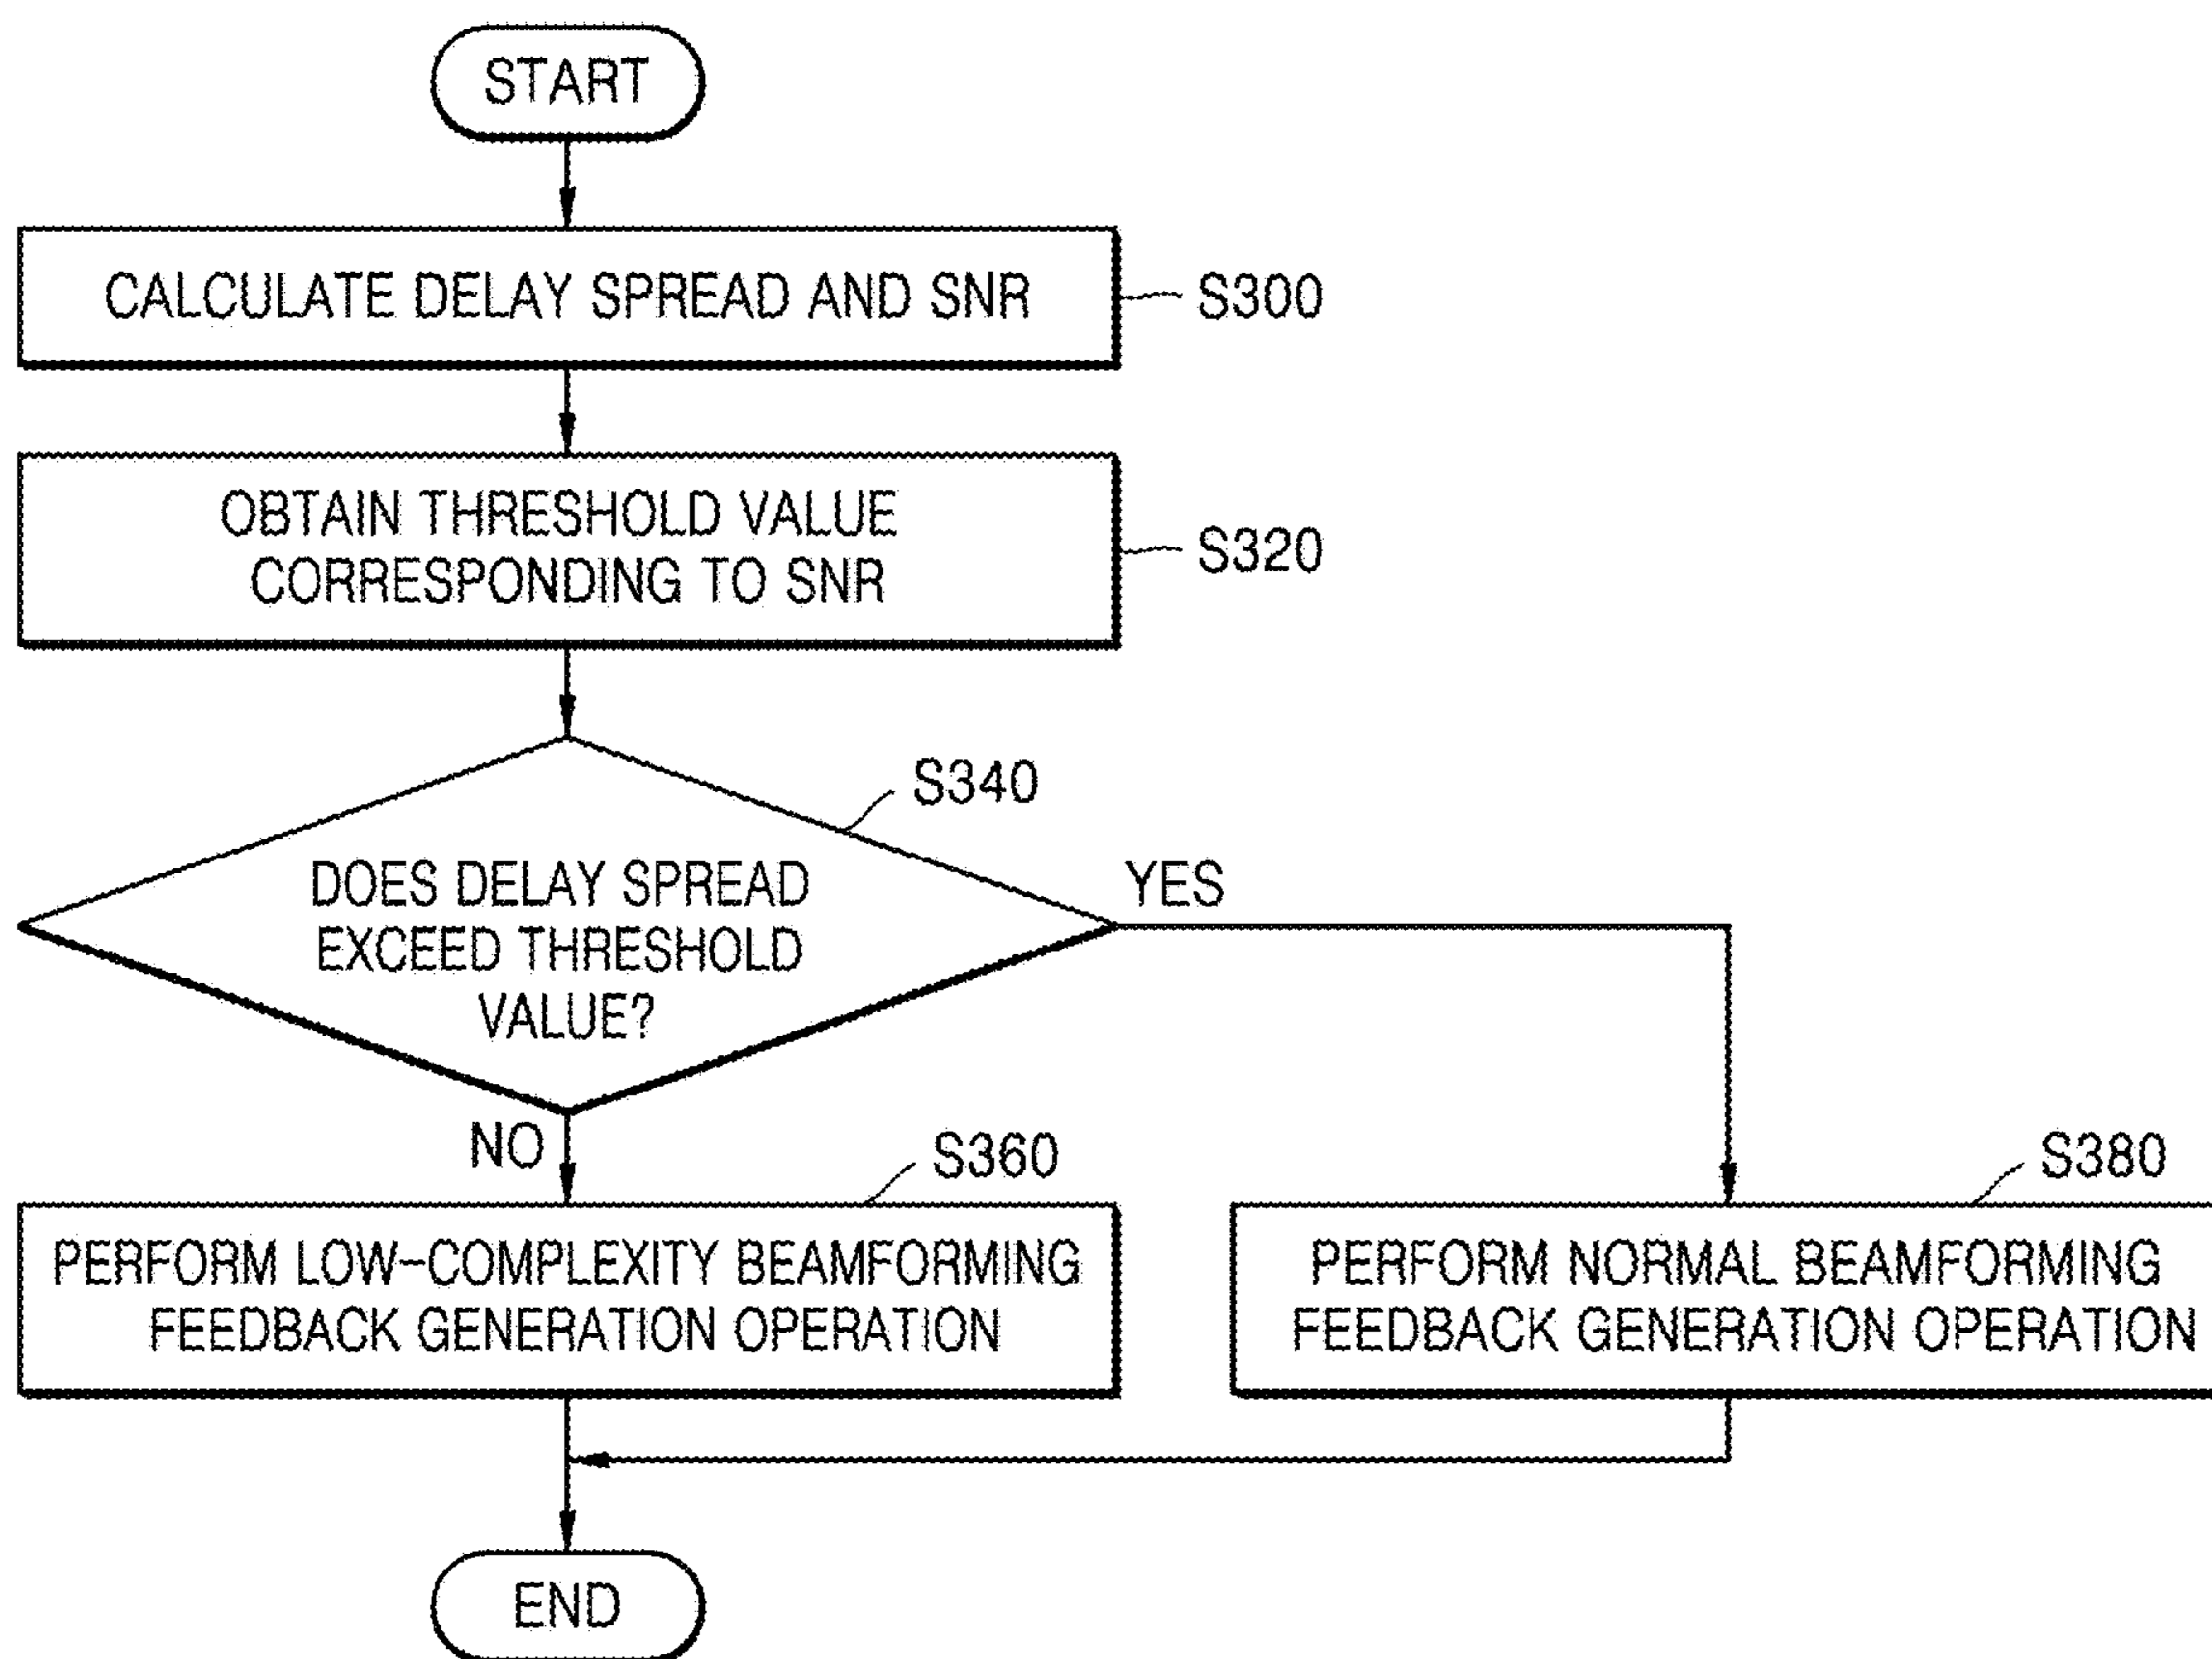 START
CALCULATE DELAY SPREAD AND SNR
S300
OBTAIN THRESHOLD VALUE
CORRESPONDING TO SNR
S320
S340
DOES DELAY SPREAD
EXCEED THRESHOLD
VALUE?
YES
NO
S360
PERFORM LOW-COMPLEXITY BEAMFORMING
FEEDBACK GENERATION OPERATION
S380
PERFORM NORMAL BEAMFORMING
FEEDBACK GENERATION OPERATION
END